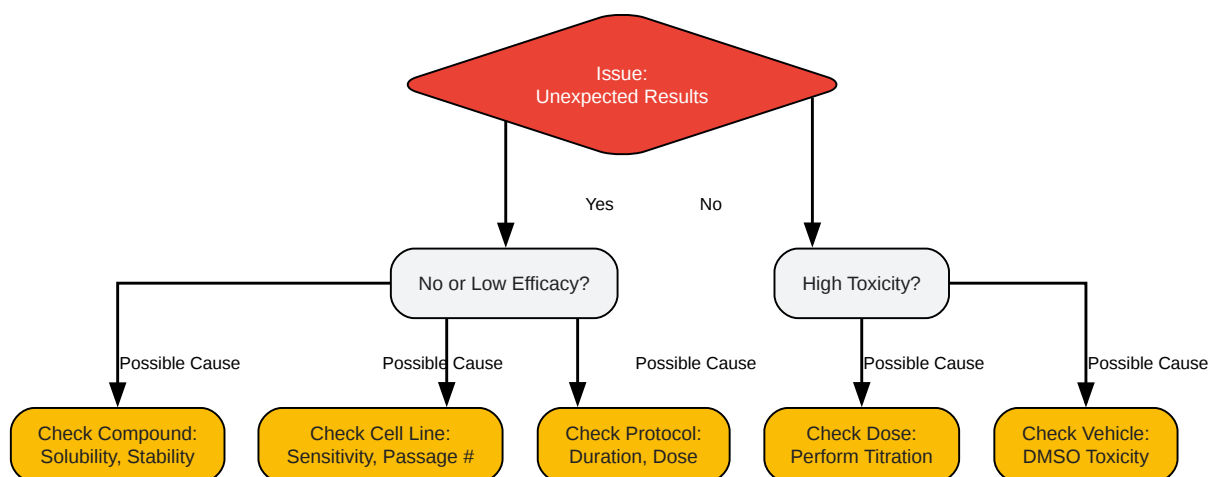 Issue:
Unexpected Results
Yes
No
No or Low Efficacy?
High Toxicity?
Possible Cause
Possible Cause
Possible Cause
Possible Cause
Possible Cause
Check Compound:
Solubility, Stability
Check Cell Line:
Sensitivity, Passage #
Check Protocol:
Duration, Dose
Check Dose:
Perform Titration
Check Vehicle:
DMSO Toxicity